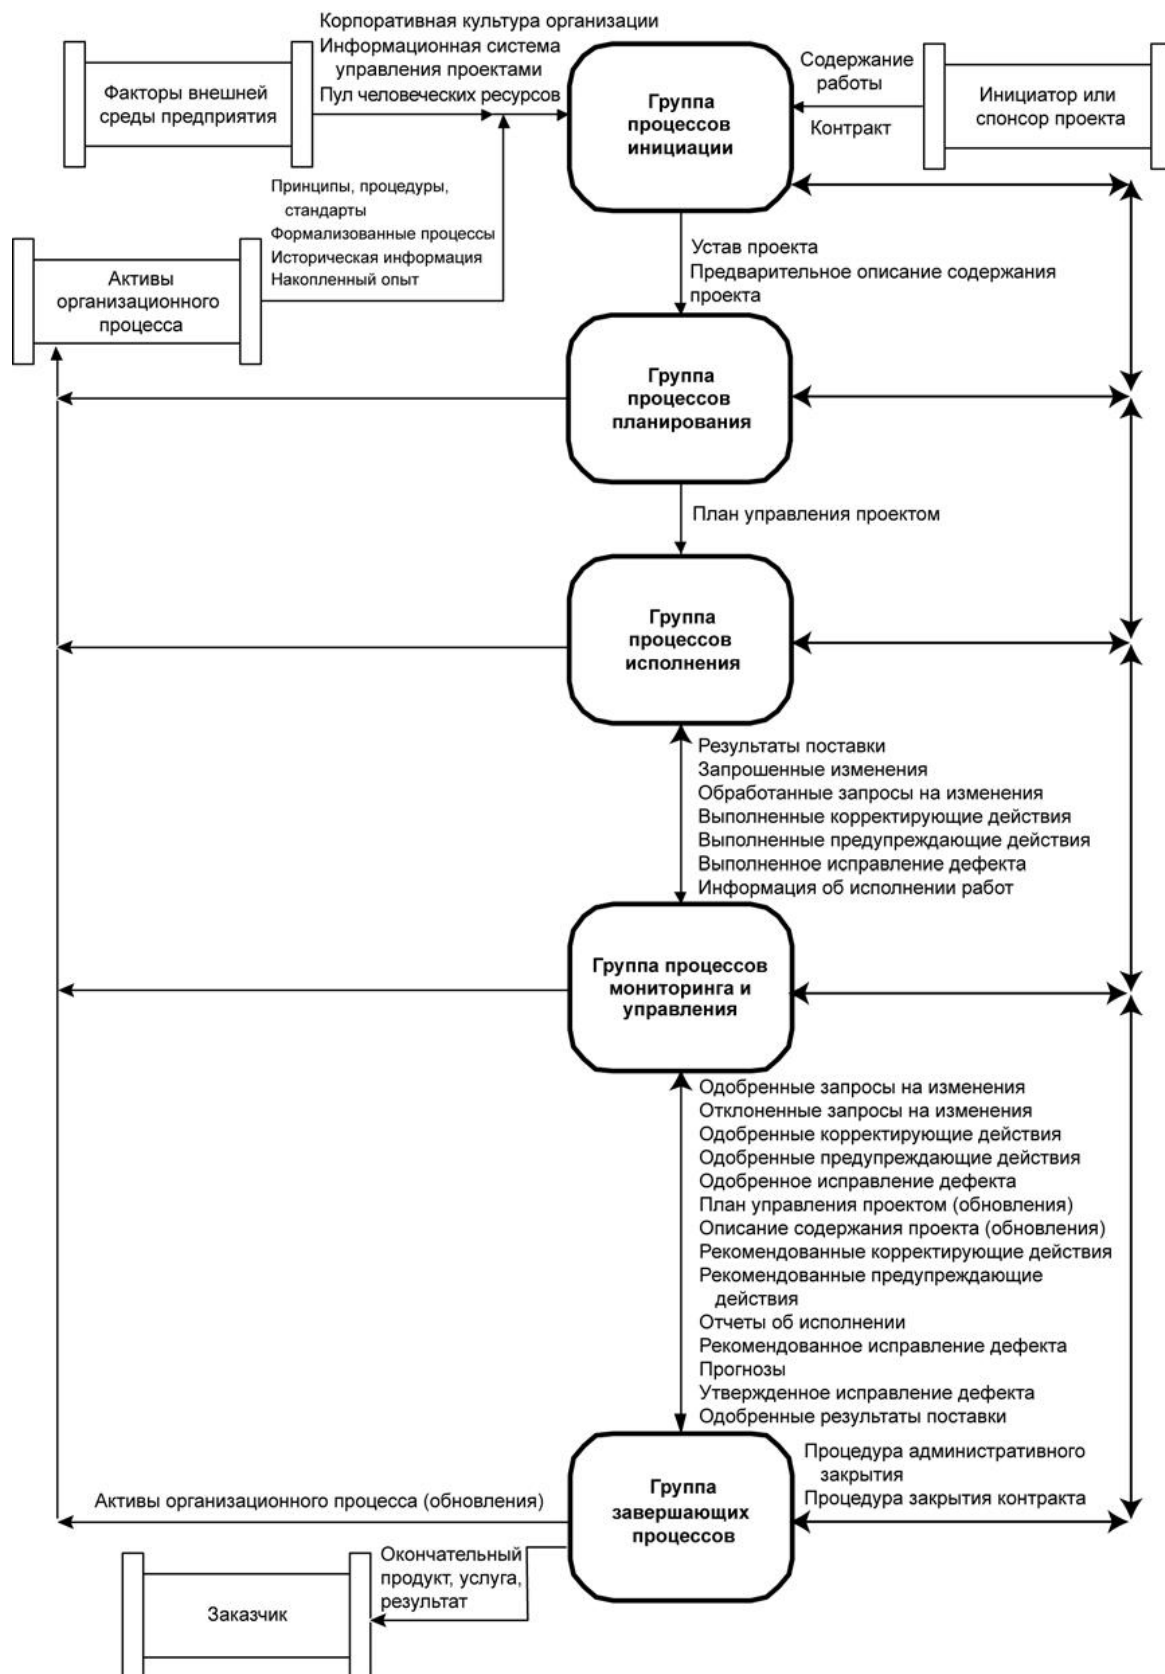 Корпоративная культура организации
Информационная система
управления проектами
Пул человеческих ресурсов
Факторы внешней
среды предприятия
Группа
процессов
инициации
Содержание
работы
Контракт
Инициатор или
спонсор проекта
Принципы, процедуры,
стандарты
Формализованные процессы
Историческая информация
Накопленный опыт
Активы
организационного
процесса
Устав проекта
Предварительное описание содержания
проекта
Группа
процессов
планирования
План управления проектом
Группа
процессов
исполнения
Результаты поставки
Запрошенные изменения
Обработанные запросы на изменения
Выполненные корректирующие действия
Выполненные предупреждающие действия
Выполненное исправление дефекта
Информация об исполнении работ
Группа процессов
мониторинга и
управления
Одобренные запросы на изменения
Отклоненные запросы на изменения
Одобренные корректирующие действия
Одобренные предупреждающие действия
Одобренное исправление дефекта
План управления проектом (обновления)
Описание содержания проекта (обновления)
Рекомендованные корректирующие действия
Рекомендованные предупреждающие
действия
Отчеты об исполнении
Рекомендованное исправление дефекта
Прогнозы
Утвержденное исправление дефекта
Одобренные результаты поставки
Процедура административного
закрытия
Процедура закрытия контракта
Группа
завершающих
процессов
Активы организационного процесса (обновления)
Окончательный
продукт, услуга,
результат
Заказчик